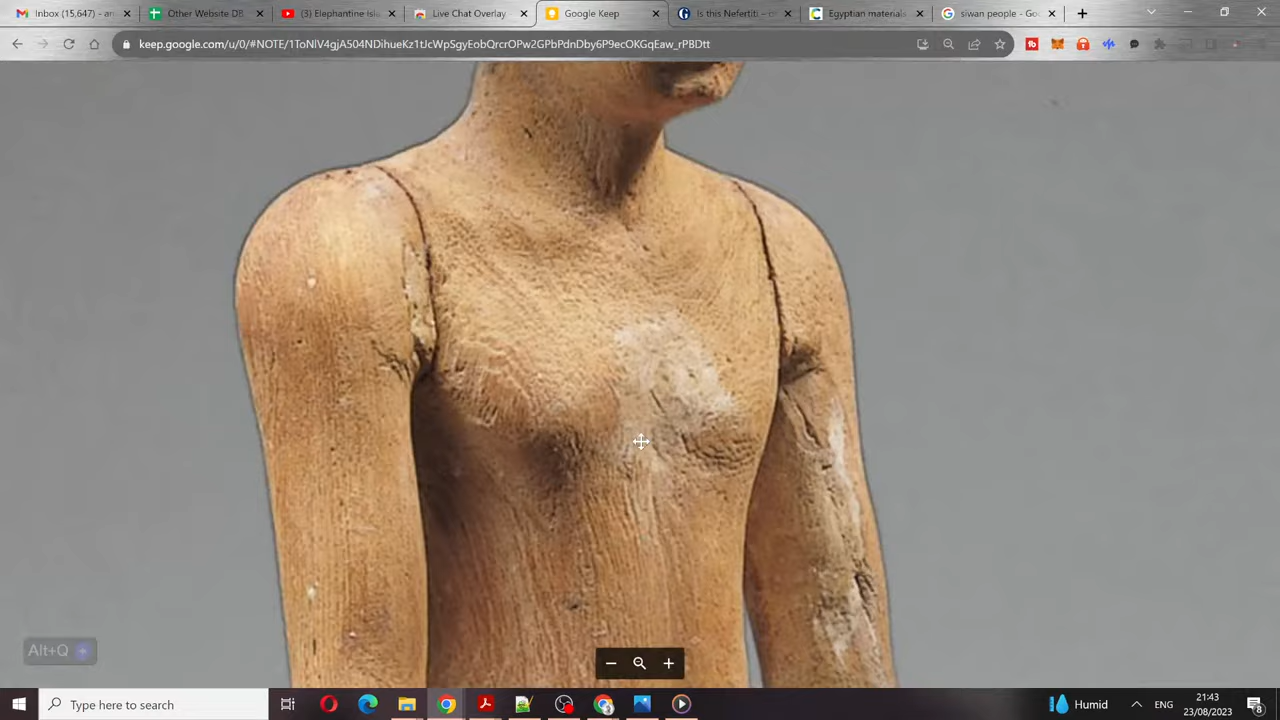 Inbox (15,647) - an
Other Website DB
(3) Elephantine Isl
Live Chat Overlay
Google Keep
Is this Nefertiti – o
Egyptian materials
siwan people - Go
keep.google.com/u/0/#NOTE/
Alt+Q
Type here to search
Humid
ENG
21:43
23/08/2023
8